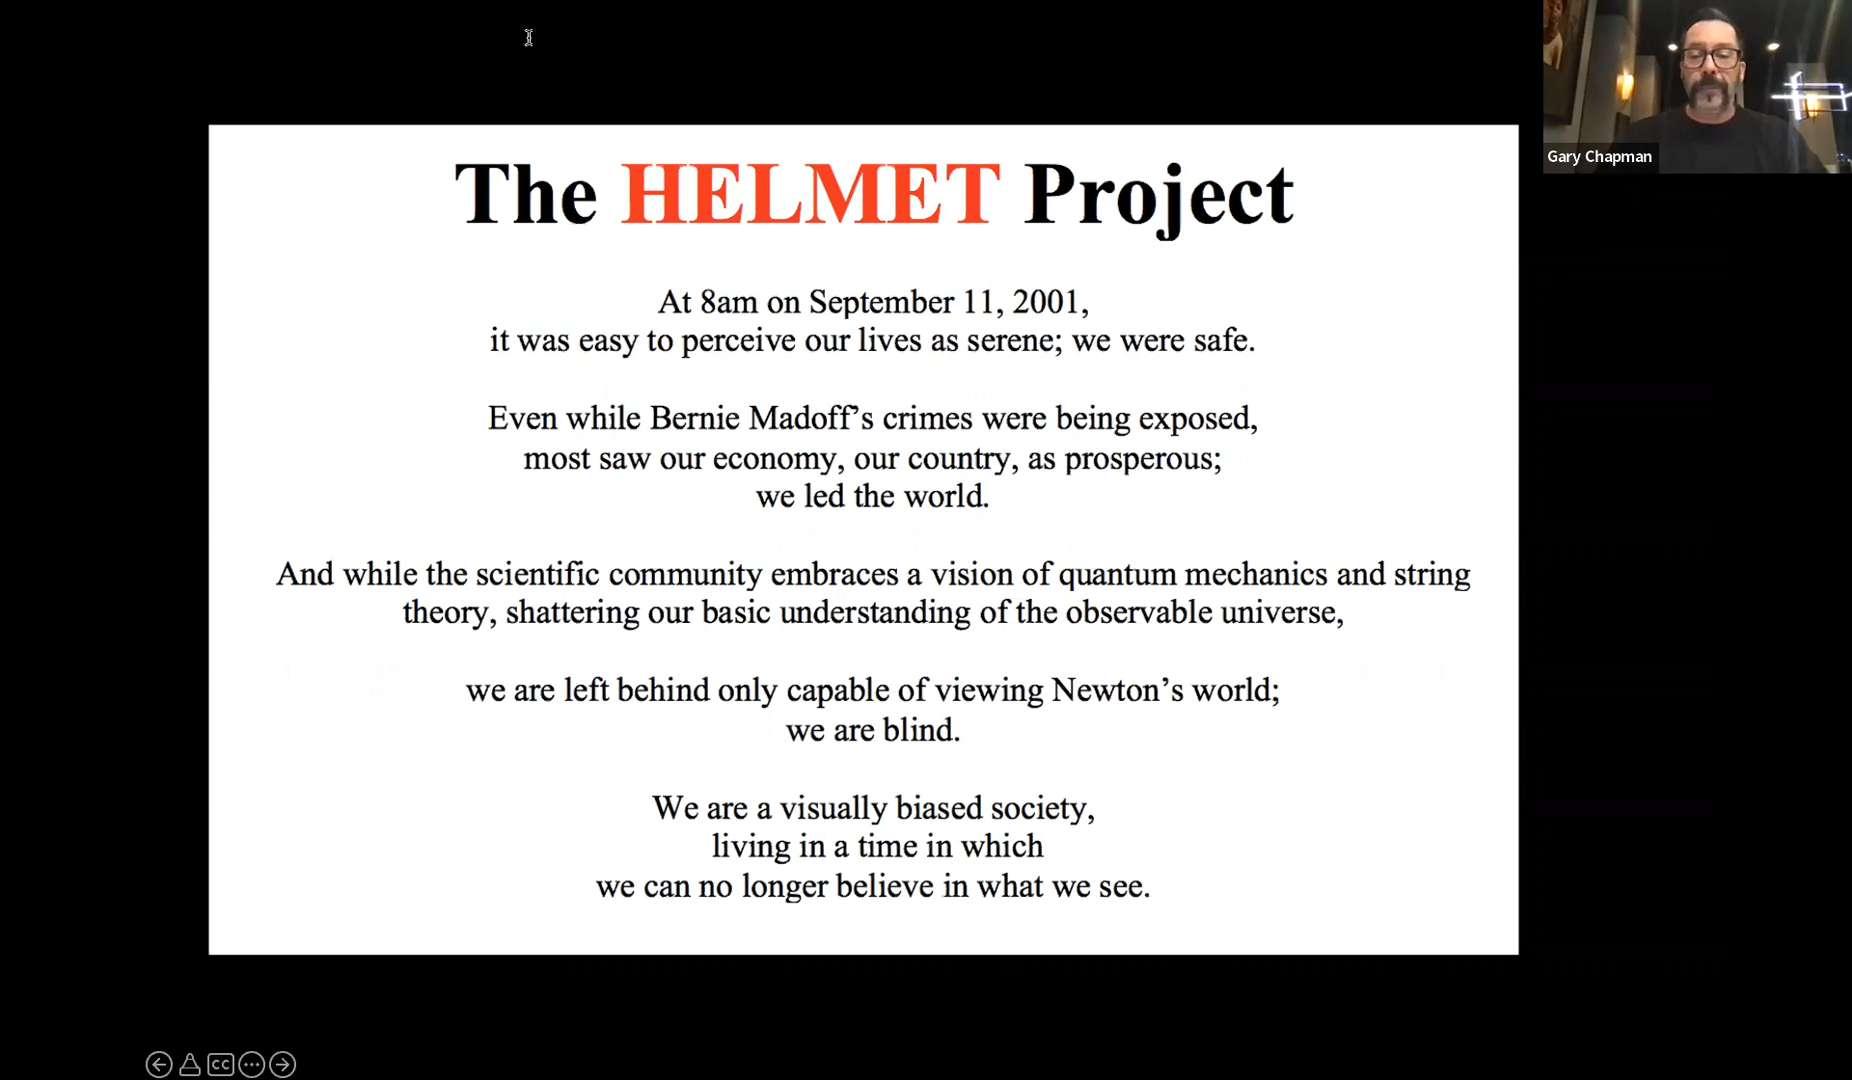 The HELMET Project
At 8am on September 11, 2001,
it was easy to perceive our lives as serene; we were safe.
Even while Bernie Madoff’s crimes were being exposed,
most saw our economy, our country, as prosperous;
we led the world.
And while the scientific community embraces a vision of quantum mechanics and string
theory, shattering our basic understanding of the observable universe,
we are left behind only capable of viewing Newton’s world;
we are blind.
We are a visually biased society,
living in a time in which
we can no longer believe in what we see.
Gary Chapman
CC